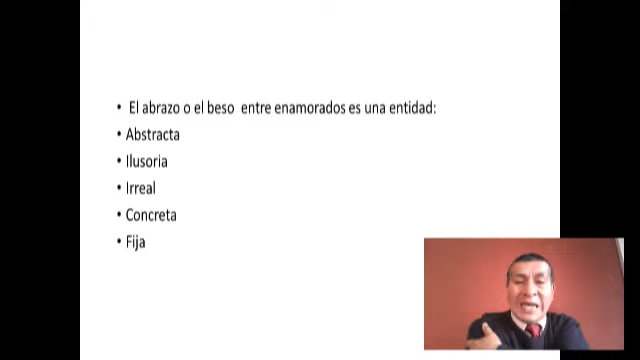 • El abrazo o el beso  entre enamorados es una entidad:
• Abstracta
• Ilusoria
• Irreal
• Concreta
• Fija